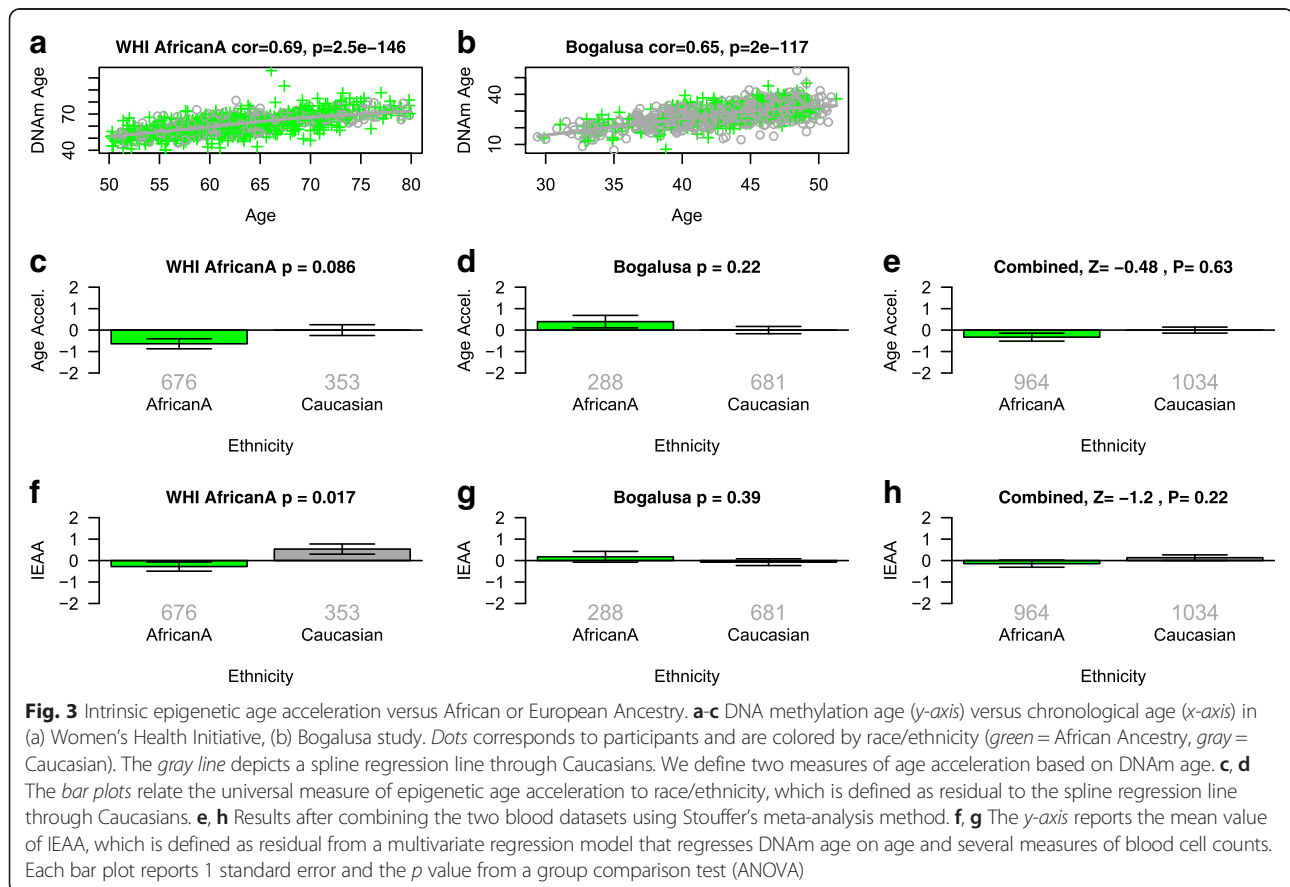 a
WHI AfricanA cor=0.69, p=2.5e−146
DNAm Age
40 70
50 55 60 65 70 75 80
Age
b
Bogalusa cor=0.65, p=2e−117
DNAm Age
10 40
30 35 40 45 50
Age
c
WHI AfricanA p = 0.086
Age Accel.
2
1
0
−1
−2
676 353
AfricanA Caucasian
Ethnicity
d
Bogalusa p = 0.22
Age Accel.
2
1
0
−1
−2
288 681
AfricanA Caucasian
Ethnicity
e
Combined, Z= −0.48 , P= 0.63
Age Accel.
2
1
0
−1
−2
964 1034
AfricanA Caucasian
Ethnicity
f
WHI AfricanA p = 0.017
IEAA
2
1
0
−1
−2
676 353
AfricanA Caucasian
Ethnicity
g
Bogalusa p = 0.39
IEAA
2
1
0
−1
−2
288 681
AfricanA Caucasian
Ethnicity
h
Combined, Z= −1.2 , P= 0.22
IEAA
2
1
0
−1
−2
964 1034
AfricanA Caucasian
Ethnicity
Fig. 3 Intrinsic epigenetic age acceleration versus African or European Ancestry. a-c DNA methylation age (y-axis) versus chronological age (x-axis) in
(a) Women's Health Initiative, (b) Bogalusa study. Dots corresponds to participants and are colored by race/ethnicity (green = African Ancestry, gray =
Caucasian). The gray line depicts a spline regression line through Caucasians. We define two measures of age acceleration based on DNAm age. c, d
The bar plots relate the universal measure of epigenetic age acceleration to race/ethnicity, which is defined as residual to the spline regression line
through Caucasians. e, h Results after combining the two blood datasets using Stouffer's meta-analysis method. f, g The y-axis reports the mean value
of IEAA, which is defined as residual from a multivariate regression model that regresses DNAm age on age and several measures of blood cell counts.
Each bar plot reports 1 standard error and the p value from a group comparison test (ANOVA)